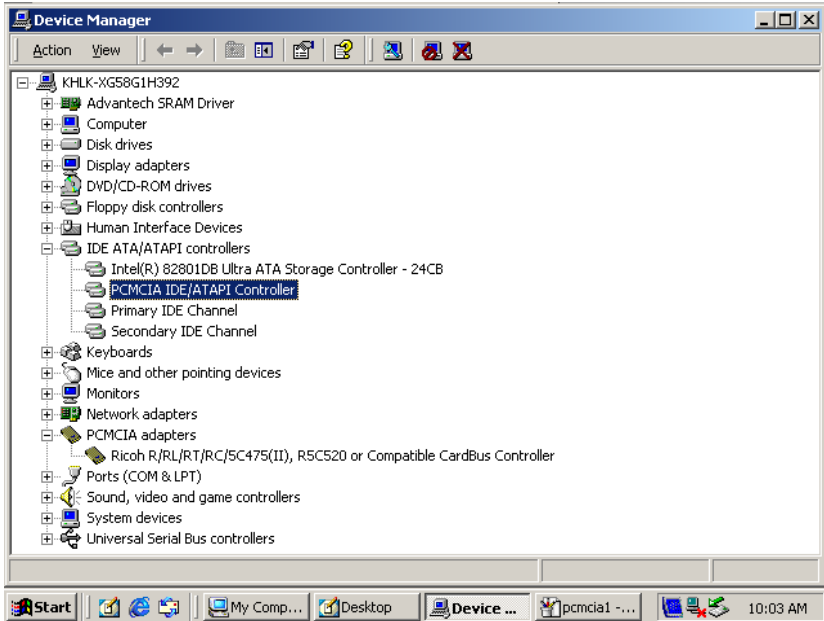 Device Manager
Action View
KHLK-XG58G1H392
Advantech SRAM Driver
Computer
Disk drives
Display adapters
DVD/CD-ROM drives
Floppy disk controllers
Human Interface Devices
IDE ATA/ATAPI controllers
Intel(R) 82801DB Ultra ATA Storage Controller - 24CB
PCMCIA IDE/ATAPI Controller
Primary IDE Channel
Secondary IDE Channel
Keyboards
Mice and other pointing devices
Monitors
Network adapters
PCMCIA adapters
Ricoh R/RL/RT/RC/5C475(II), R5C520 or Compatible CardBus Controller
Ports (COM & LPT)
Sound, video and game controllers
System devices
Universal Serial Bus controllers
Start My Comp... Desktop Device ... pcmcia1 -... 10:03 AM